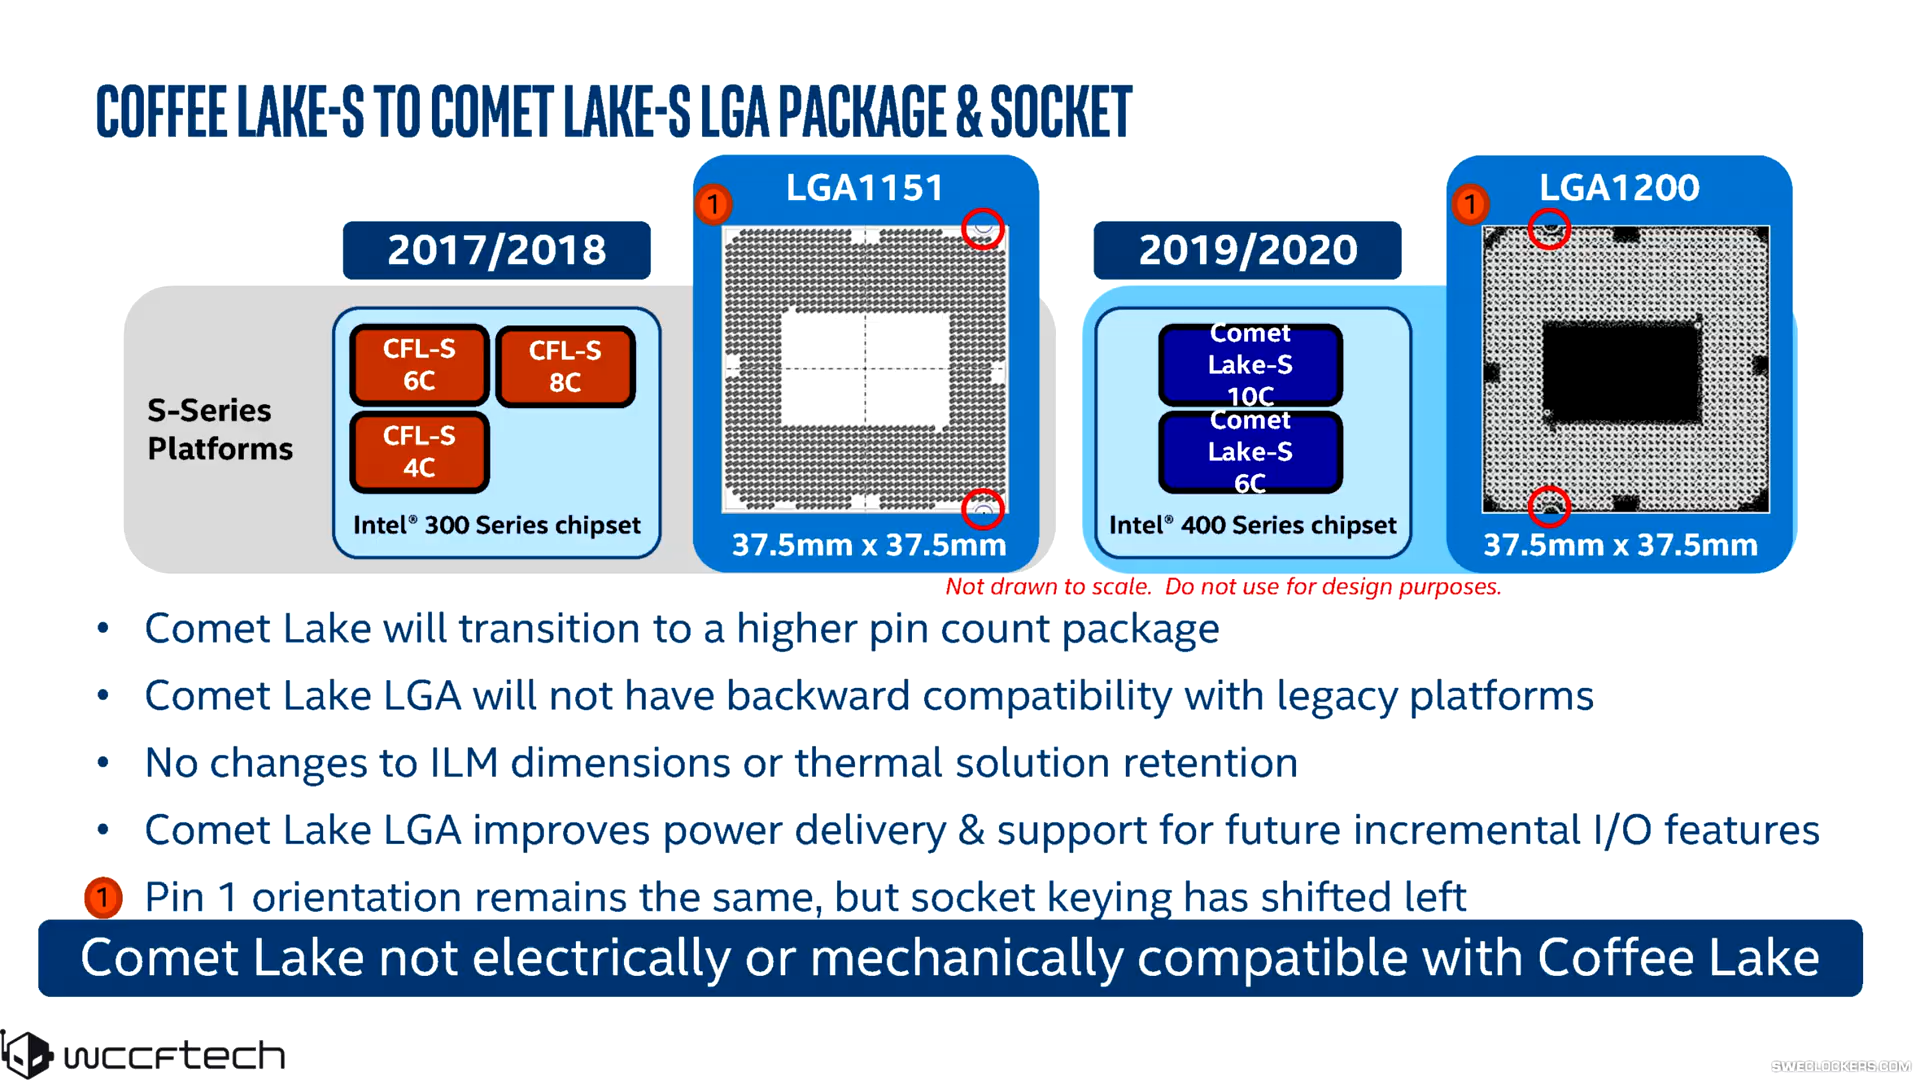 COFFEE LAKE-S TO COMET LAKE-S LGA PACKAGE & SOCKET
LGA1151
1
2017/2018
S-Series
Platforms
CFL-S
6C
CFL-S
8C
CFL-S
4C
Intel® 300 Series chipset
37.5mm x 37.5mm
LGA1200
1
2019/2020
Comet
Lake-S
10C
Comet
Lake-S
6C
Intel® 400 Series chipset
37.5mm x 37.5mm
Not drawn to scale. Do not use for design purposes.
• Comet Lake will transition to a higher pin count package
• Comet Lake LGA will not have backward compatibility with legacy platforms
• No changes to ILM dimensions or thermal solution retention
• Comet Lake LGA improves power delivery & support for future incremental I/O features
1 Pin 1 orientation remains the same, but socket keying has shifted left
Comet Lake not electrically or mechanically compatible with Coffee Lake
wccftech
SWECLOCKERS.COM